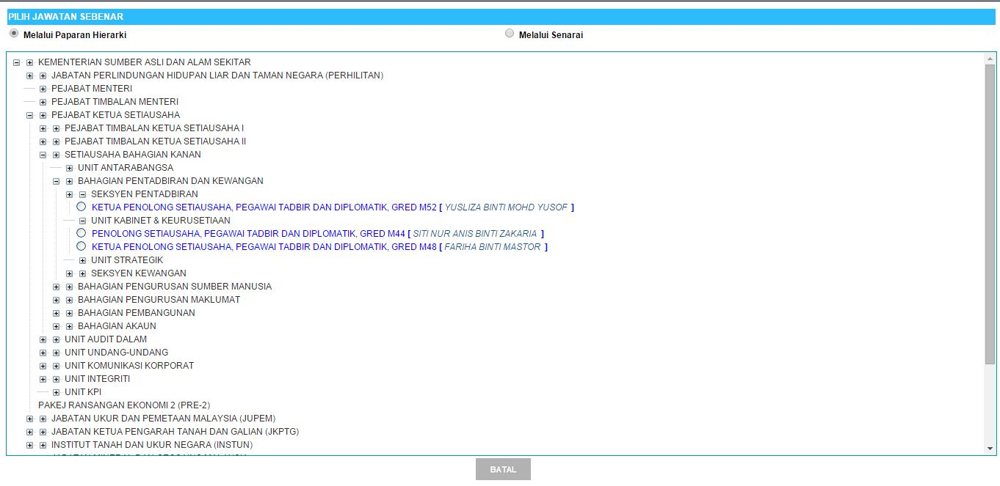 PILIH JAWATAN SEBENAR
Melalui Paparan Hierarki Melalui Senarai
KEMENTERIAN SUMBER ASLI DAN ALAM SEKITAR
JABATAN PERLINDUNGAN HIDUPAN LIAR DAN TAMAN NEGARA (PERHILITAN)
PEJABAT MENTERI
PEJABAT TIMBALAN MENTERI
PEJABAT KETUA SETIAUSAHA
PEJABAT TIMBALAN KETUA SETIAUSAHA I
PEJABAT TIMBALAN KETUA SETIAUSAHA II
SETIAUSAHA BAHAGIAN KANAN
UNIT ANTARABANGSA
BAHAGIAN PENTADBIRAN DAN KEWANGAN
SEKSYEN PENTADBIRAN
KETUA PENOLONG SETIAUSAHA, PEGAWAI TADBIR DAN DIPLOMATIK, GRED M52 [ YUSLIZA BINTI MOHD YUSOF ]
UNIT KABINET & KEURUSETIAAN
PENOLONG SETIAUSAHA, PEGAWAI TADBIR DAN DIPLOMATIK, GRED M44 [ SITI NUR ANIS BINTI ZAKARIA ]
KETUA PENOLONG SETIAUSAHA, PEGAWAI TADBIR DAN DIPLOMATIK, GRED M48 [ FARIHA BINTI MASTOR ]
UNIT STRATEGIK
SEKSYEN KEWANGAN
BAHAGIAN PENGURUSAN SUMBER MANUSIA
BAHAGIAN PENGURUSAN MAKLUMAT
BAHAGIAN PEMBANGUNAN
BAHAGIAN AKAUN
UNIT AUDIT DALAM
UNIT UNDANG-UNDANG
UNIT KOMUNIKASI KORPORAT
UNIT INTEGRITI
UNIT KPI
PAKEJ RANSANGAN EKONOMI 2 (PRE-2)
JABATAN UKUR DAN PEMETAAN MALAYSIA (JUPEM)
JABATAN KETUA PENGARAH TANAH DAN GALIAN (JKPTG)
INSTITUT TANAH DAN UKUR NEGARA (INSTUN)
BATAL